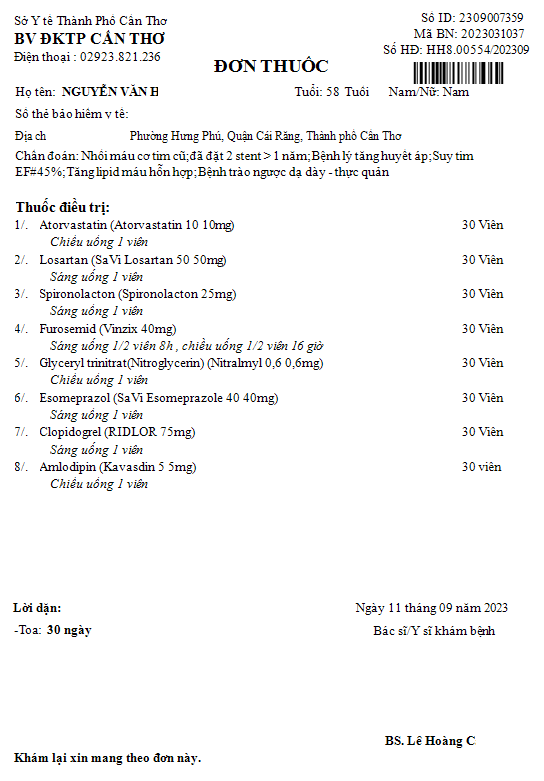 Sở Y tế Thành Phố Cần Thơ
BV ĐKTP CẦN THƠ
Điện thoại : 02923.821.236
Số ID: 2309007359
Mã BN: 2023031037
Số HĐ: HH8.00554/202309
ĐƠN THUỐC
Họ tên: NGUYỄN VĂN H Tuổi: 58 Tuổi Nam/Nữ: Nam
Số thẻ bảo hiểm y tế:
Địa ch Phường Hưng Phú, Quận Cái Răng, Thành phố Cần Thơ
Chẩn đoán: Nhồi máu cơ tim cũ;đã đặt 2 stent > 1 năm;Bệnh lý tăng huyết áp;Suy tim
EF#45%;Tăng lipid máu hỗn hợp;Bệnh trào ngược dạ dày - thực quản
Thuốc điều trị:
1/. Atorvastatin (Atorvastatin 10 10mg) 30 Viên
Chiều uống 1 viên
2/. Losartan (SaVi Losartan 50 50mg) 30 Viên
Sáng uống 1 viên
3/. Spironolacton (Spironolacton 25mg) 30 Viên
Sáng uống 1 viên
4/. Furosemid (Vinzix 40mg) 30 Viên
Sáng uống 1/2 viên 8h , chiều uống 1/2 viên 16 giờ
5/. Glyceryl trinitrat(Nitroglycerin) (Nitralmyl 0,6 0,6mg) 30 Viên
Chiều uống 1 viên
6/. Esomeprazol (SaVi Esomeprazole 40 40mg) 30 Viên
Sáng uống 1 viên
7/. Clopidogrel (RIDLOR 75mg) 30 Viên
Sáng uống 1 viên
8/. Amlodipin (Kavasdin 5 5mg) 30 viên
Chiều uống 1 viên
Lời dặn:
-Toa: 30 ngày
Ngày 11 tháng 09 năm 2023
Bác sĩ/Y sĩ khám bệnh
BS. Lê Hoàng C
Khám lại xin mang theo đơn này.